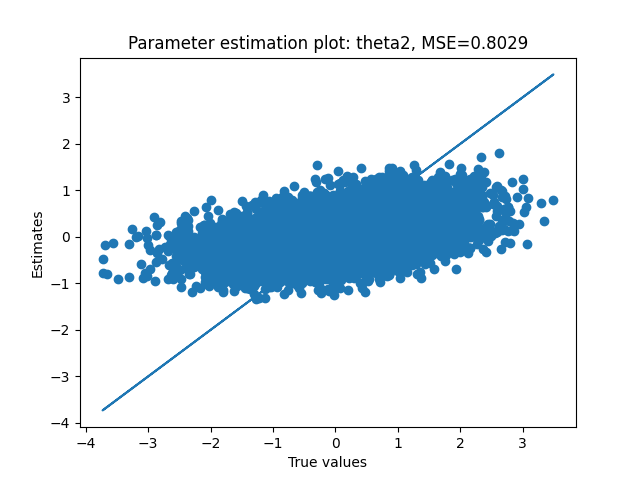 Parameter estimation plot: theta2, MSE=0.8029
3
2
1
0
−1
−2
−3
−4
Estimates
−4 −3 −2 −1 0 1 2 3
True values